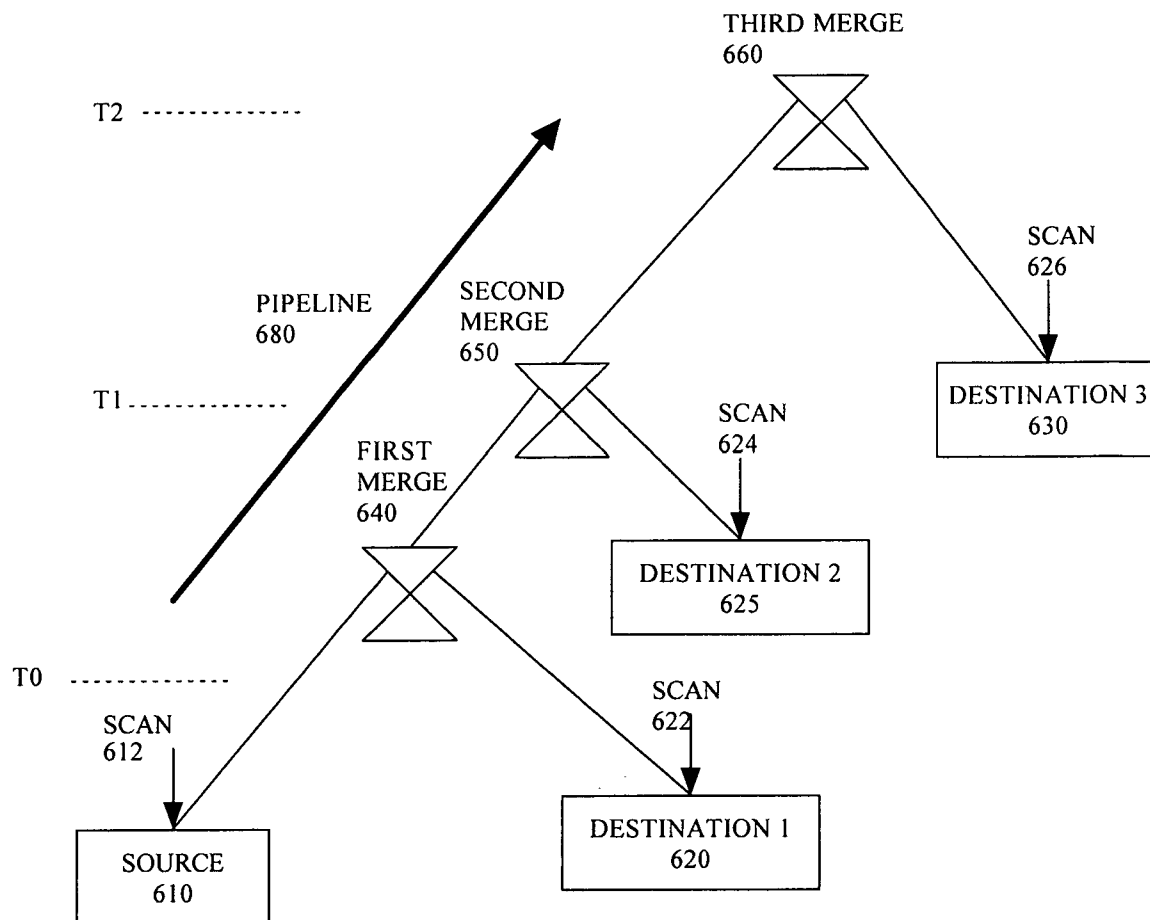 THIRD MERGE
660
T2
SCAN
626
PIPELINE
680
SECOND
MERGE
650
T1
DESTINATION 3
630
SCAN
624
FIRST
MERGE
640
DESTINATION 2
625
T0
SCAN
622
SCAN
612
DESTINATION 1
620
SOURCE
610